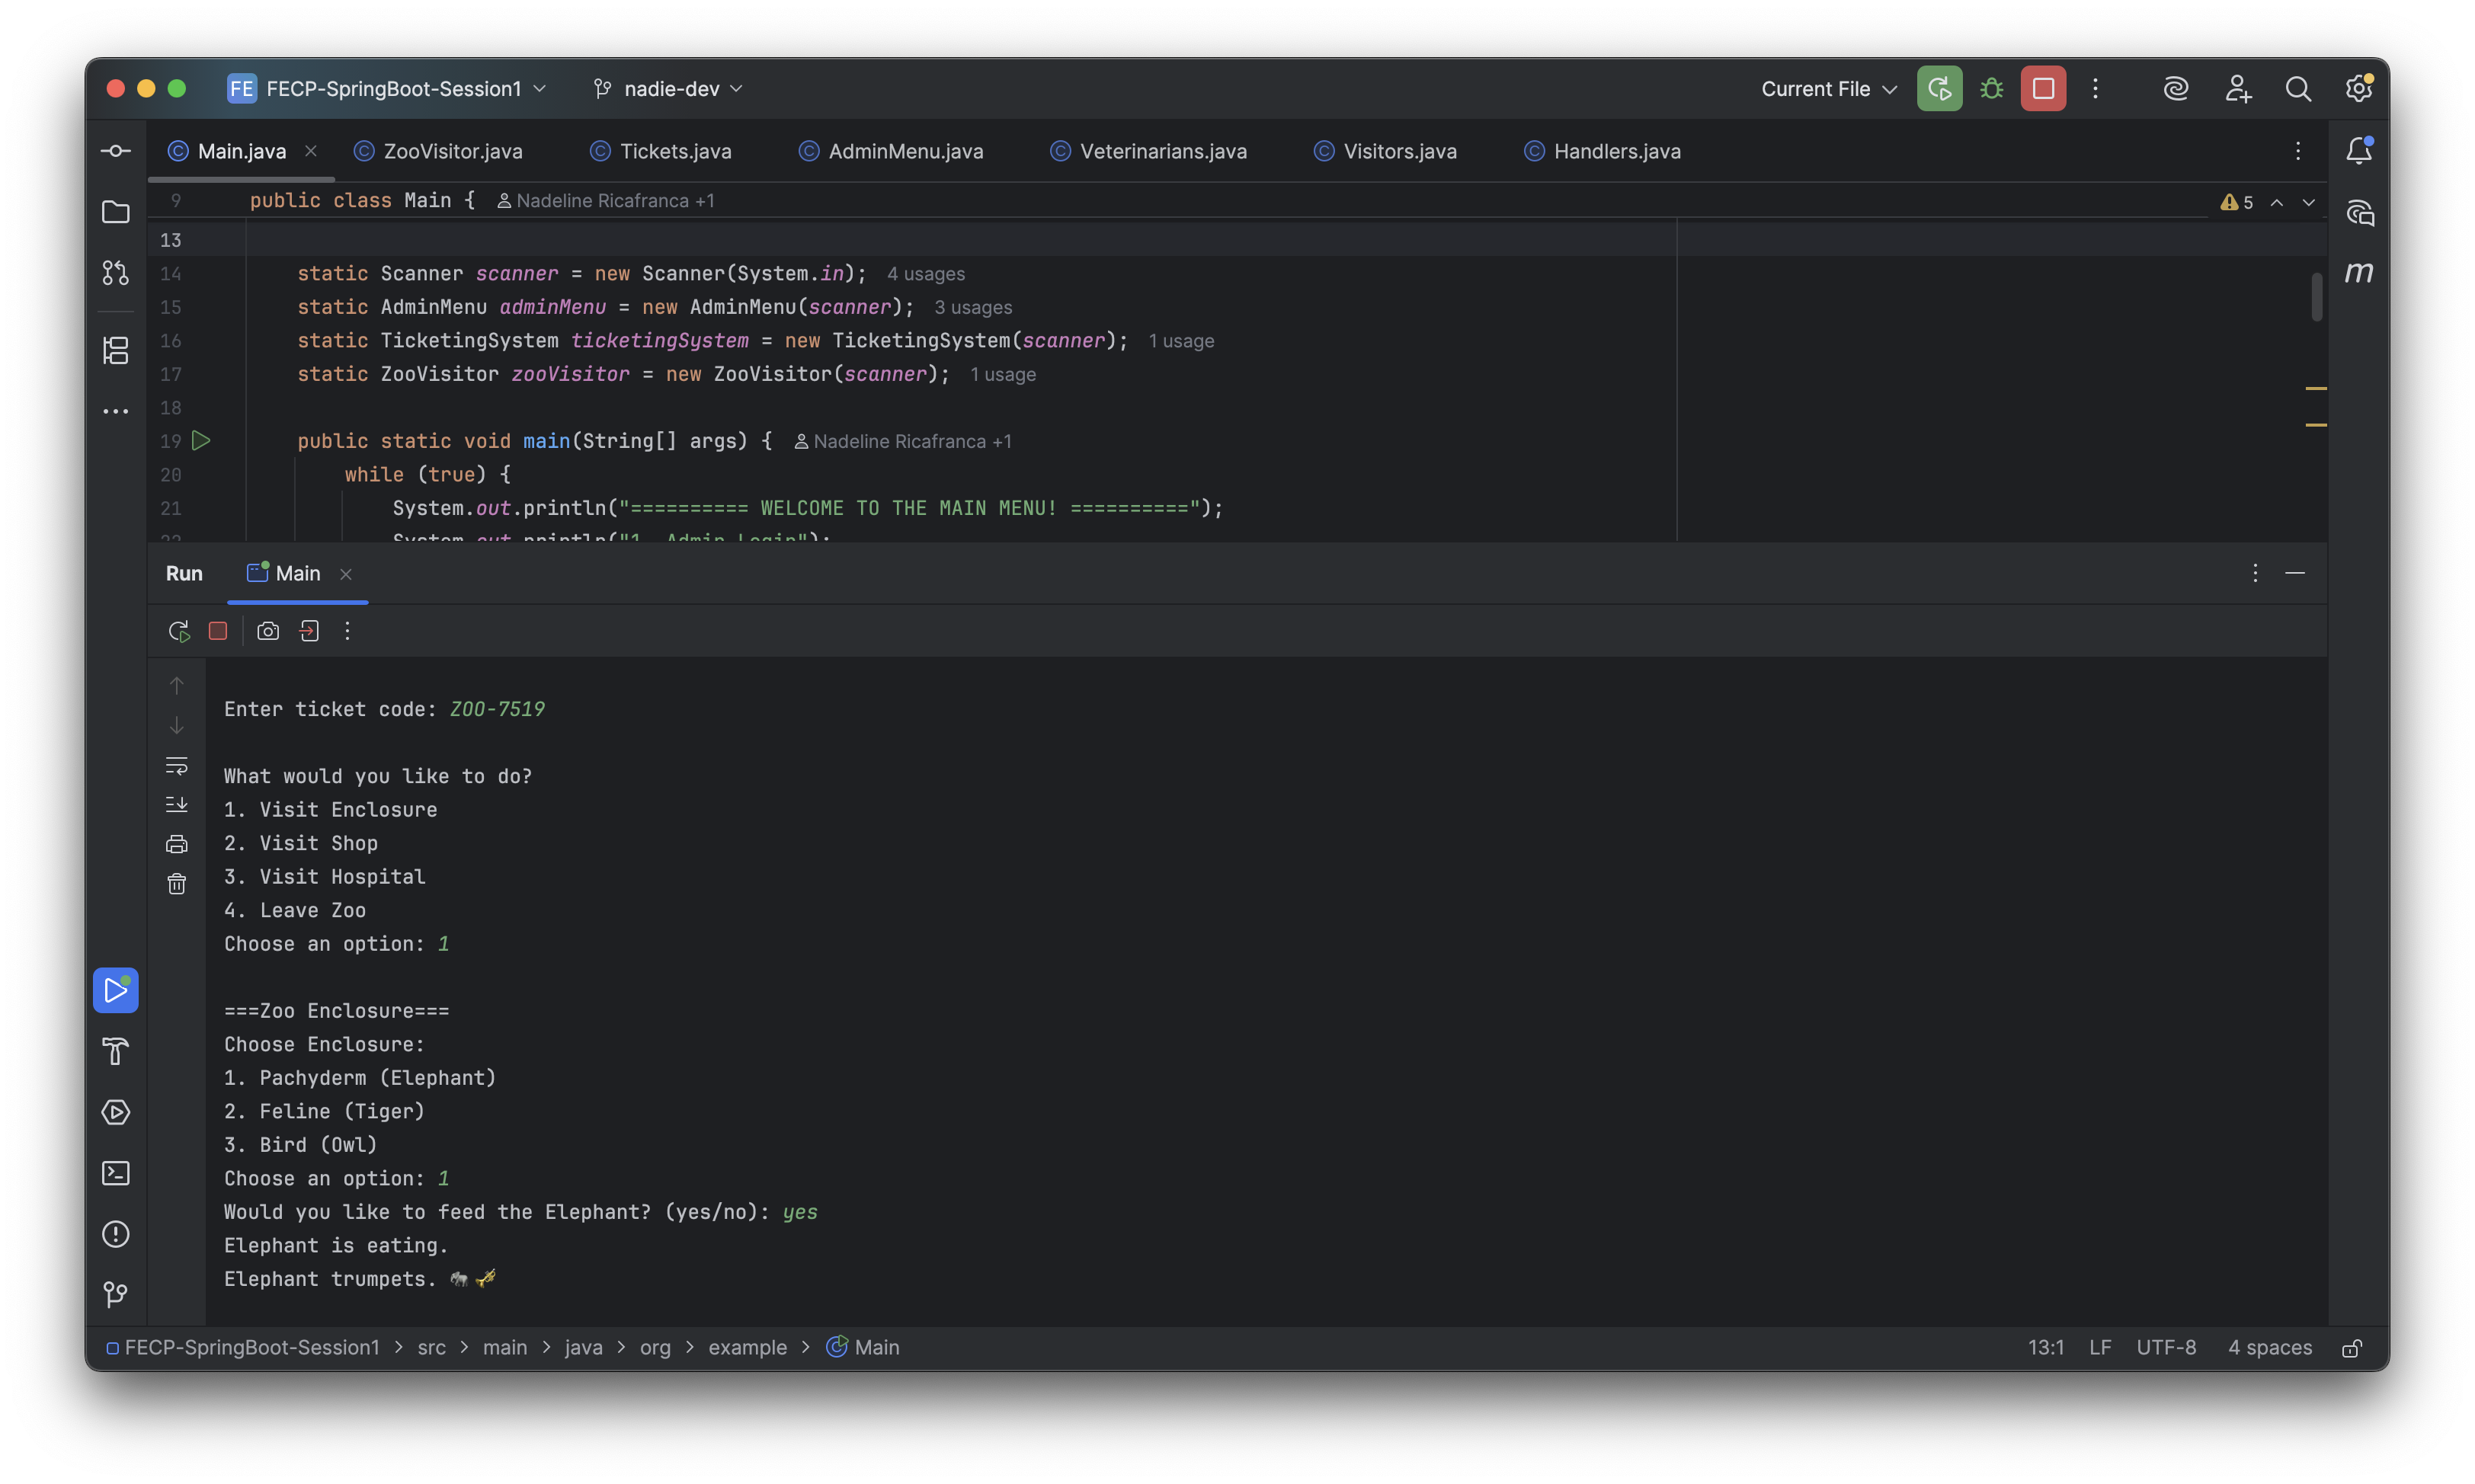 FE FECP-SpringBoot-Session1 nadie-dev Current File
Main.java ZooVisitor.java Tickets.java AdminMenu.java Veterinarians.java Visitors.java Handlers.java
9 public class Main { Nadeline Ricafranca +1 5
13
14 static Scanner scanner = new Scanner(System.in); 4 usages
15 static AdminMenu adminMenu = new AdminMenu(scanner); 3 usages
16 static TicketingSystem ticketingSystem = new TicketingSystem(scanner); 1 usage
17 static ZooVisitor zooVisitor = new ZooVisitor(scanner); 1 usage
18
19 public static void main(String[] args) { Nadeline Ricafranca +1
20 while (true) {
21 System.out.println("========== WELCOME TO THE MAIN MENU! ==========");
22 System.out.println("1. Admin Login");
Run Main
Enter ticket code: ZOO-7519
What would you like to do?
1. Visit Enclosure
2. Visit Shop
3. Visit Hospital
4. Leave Zoo
Choose an option: 1
===Zoo Enclosure===
Choose Enclosure:
1. Pachyderm (Elephant)
2. Feline (Tiger)
3. Bird (Owl)
Choose an option: 1
Would you like to feed the Elephant? (yes/no): yes
Elephant is eating.
Elephant trumpets. 🐘🎺
FECP-SpringBoot-Session1 > src > main > java > org > example > Main 13:1 LF UTF-8 4 spaces